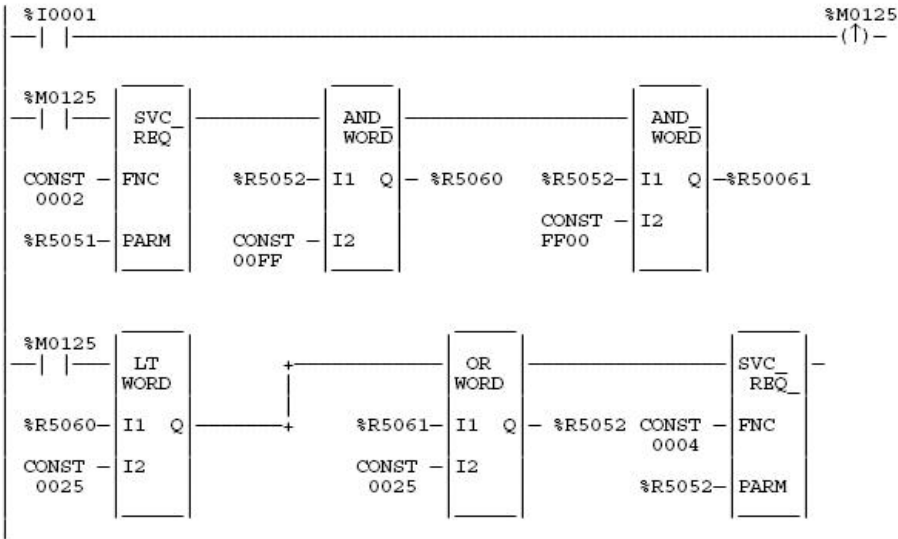 %I0001 %M0125
(↑)
%M0125 SVC_ AND_ AND_
REQ WORD WORD
CONST FNC %R5052 I1 Q %R5060 %R5052 I1 Q %R50061
0002
CONST I2
%R5051 PARM CONST I2 FF00
00FF
%M0125 LT OR SVC_
WORD WORD REQ_
%R5060 I1 Q %R5061 I1 Q %R5052 CONST FNC
0004
CONST I2 CONST I2
0025 0025 %R5052 PARM